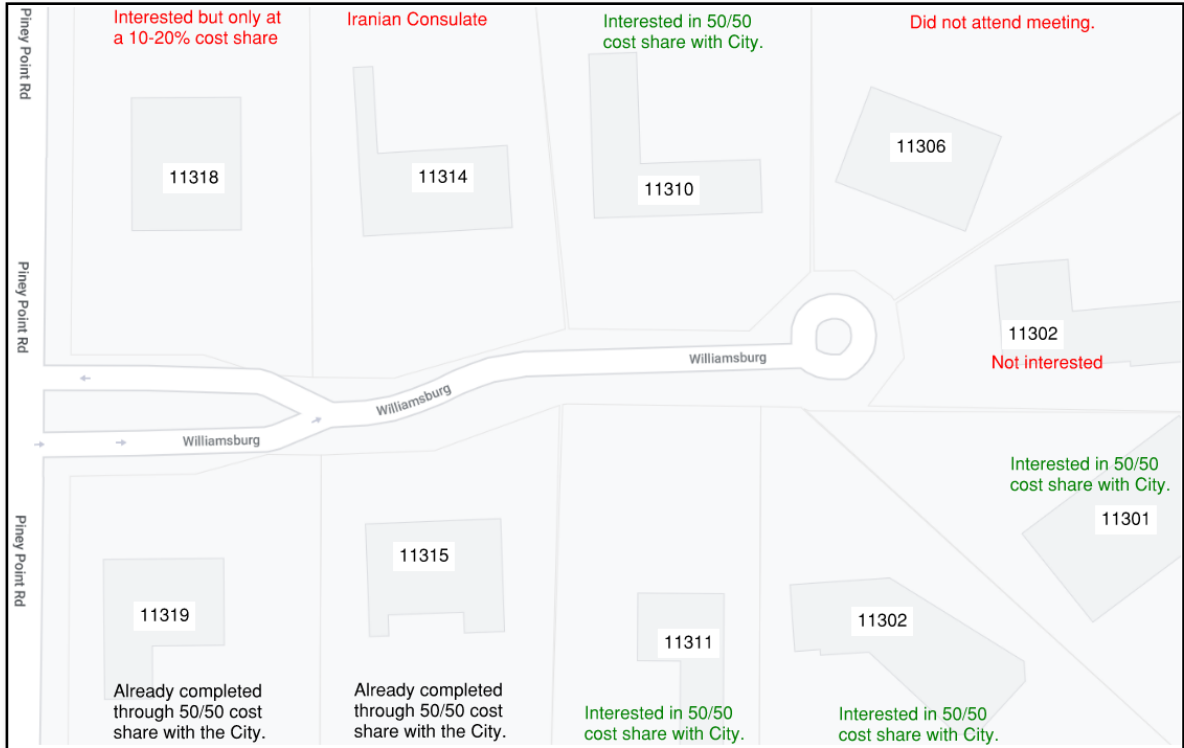 Piney Point Rd
Interested but only at
a 10-20% cost share
Iranian Consulate
Interested in 50/50
cost share with City.
Did not attend meeting.
11318
11314
11310
11306
Piney Point Rd
11302
Not interested
Williamsburg
Williamsburg
Williamsburg
Interested in 50/50
cost share with City.
11301
Piney Point Rd
11319
11315
11311
11302
Already completed
through 50/50 cost
share with the City.
Already completed
through 50/50 cost
share with the City.
Interested in 50/50
cost share with City.
Interested in 50/50
cost share with City.